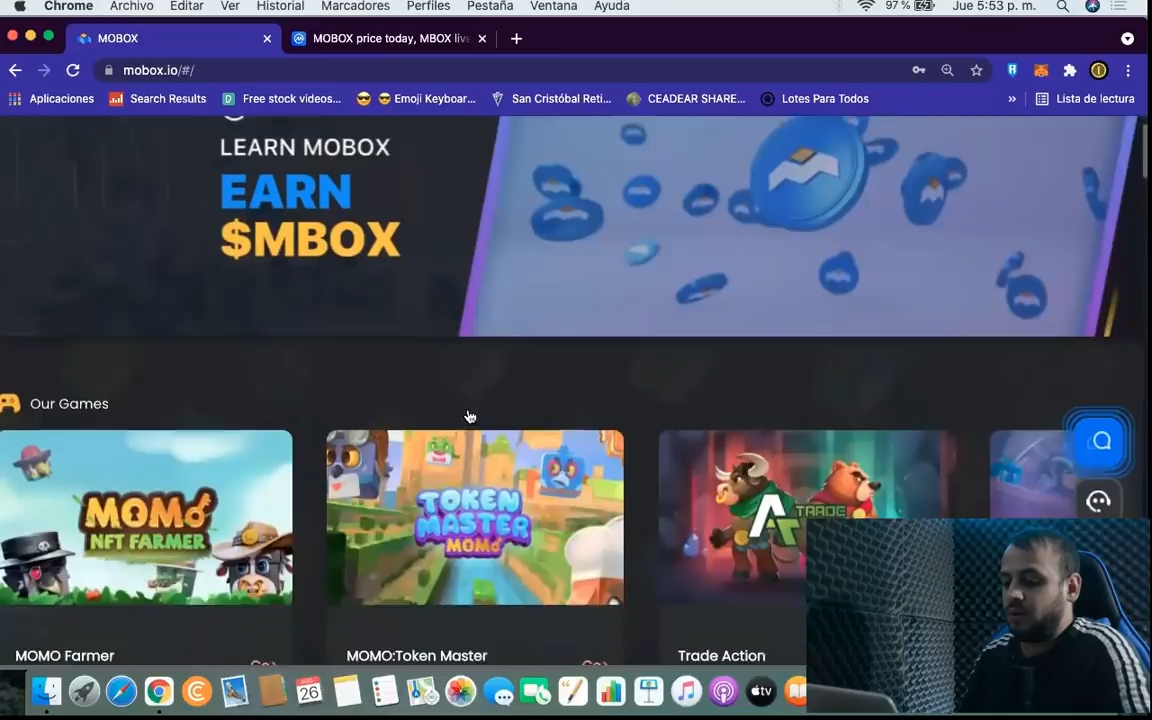 Chrome Archivo Editar Ver Historial Marcadores Perfiles Pestaña Ventana Ayuda 97 % Jue 5:53 p. m.
MOBOX MOBOX price today, MBOX live
mobox.io/#/
Aplicaciones Search Results Free stock videos... Emoji Keyboar... San Cristóbal Reti... CEADEAR SHARE... Lotes Para Todos » Lista de lectura
LEARN MOBOX
EARN
$MBOX
Our Games
MOMO
NFT FARMER
TOKEN
MASTER
MOMO
TRADE
MOMO Farmer MOMO:Token Master Trade Action
AGO
26
tv